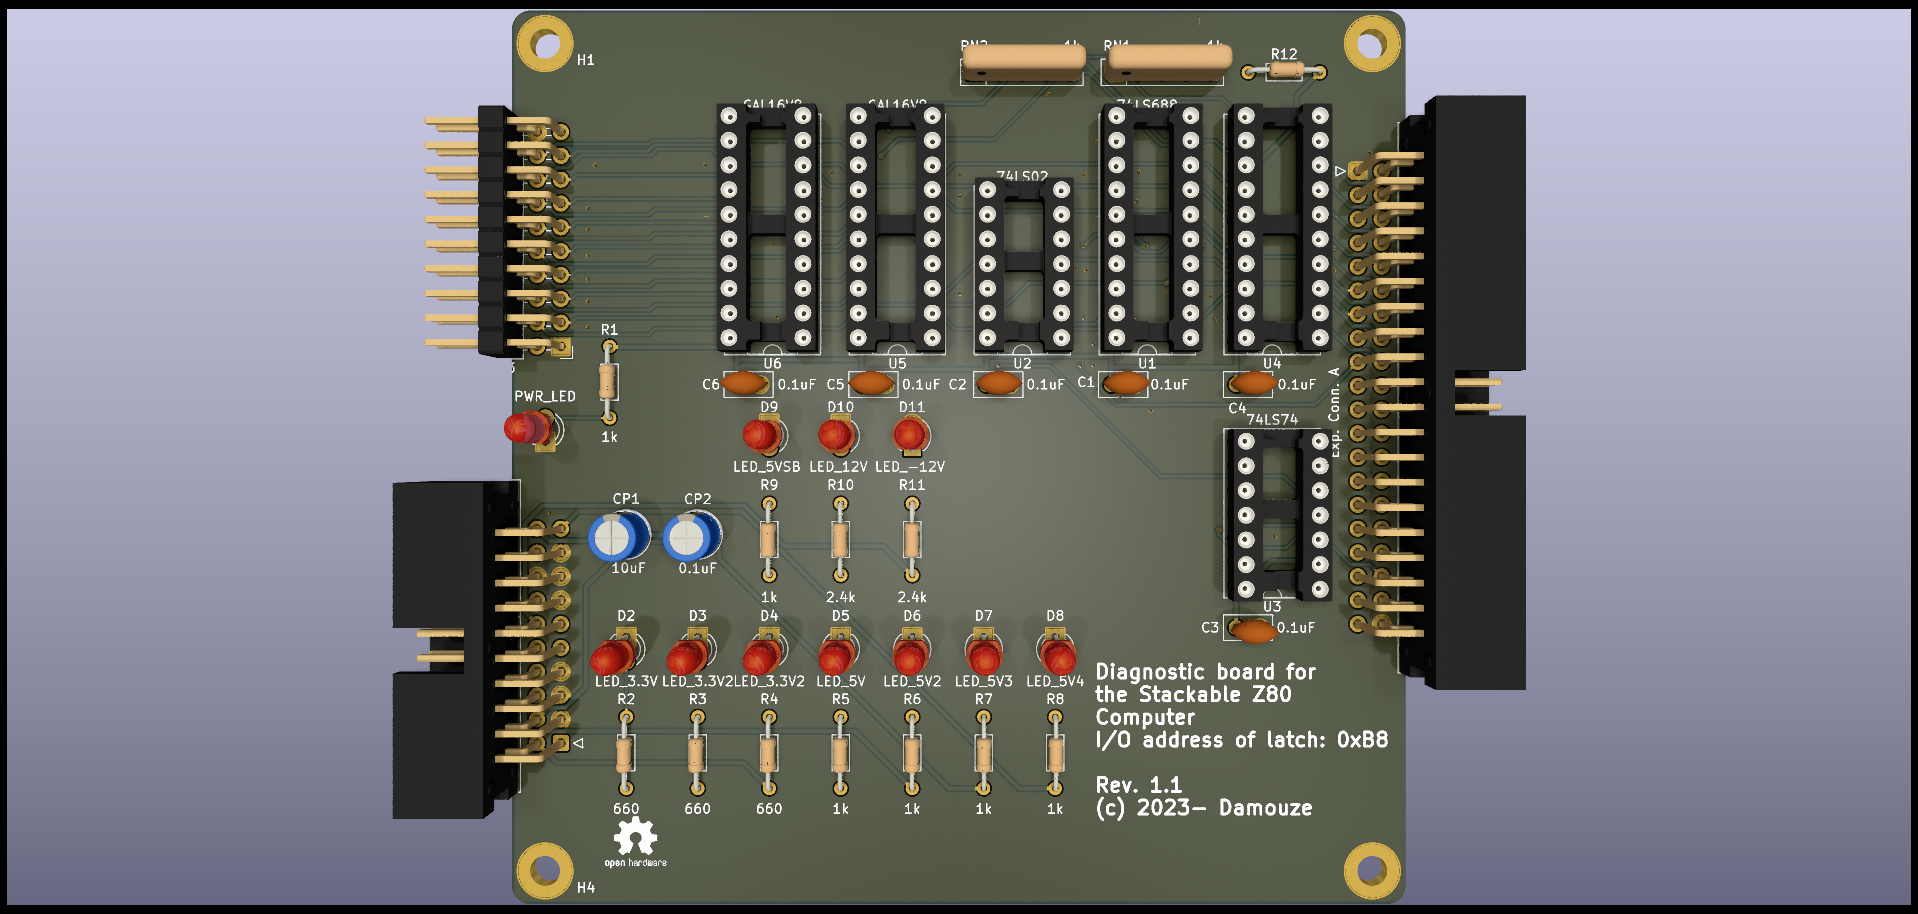 H1
RN2 1k
RN1 1k
R12
GAL16V8
GAL16V8
74LS688
74LS02
R1
1k
PWR_LED
U6
U5
U2
U1
U4
C6 0.1uF
C5 0.1uF
C2 0.1uF
C1 0.1uF
C4 0.1uF
74LS74
Exp. Conn. A
D9
D10
D11
LED_5VSB
LED_12V
LED_-12V
R9
R10
R11
1k
2.4k
2.4k
CP1
CP2
10uF
0.1uF
U3
C3 0.1uF
D2
D3
D4
D5
D6
D7
D8
LED_3.3V
LED_3.3V2
LED_3.3V2
LED_5V
LED_5V2
LED_5V3
LED_5V4
R2
R3
R4
R5
R6
R7
R8
660
660
660
1k
1k
1k
1k
Diagnostic board for
the Stackable Z80
Computer
I/O address of latch: 0xB8
Rev. 1.1
(c) 2023- Damouze
open hardware
H4